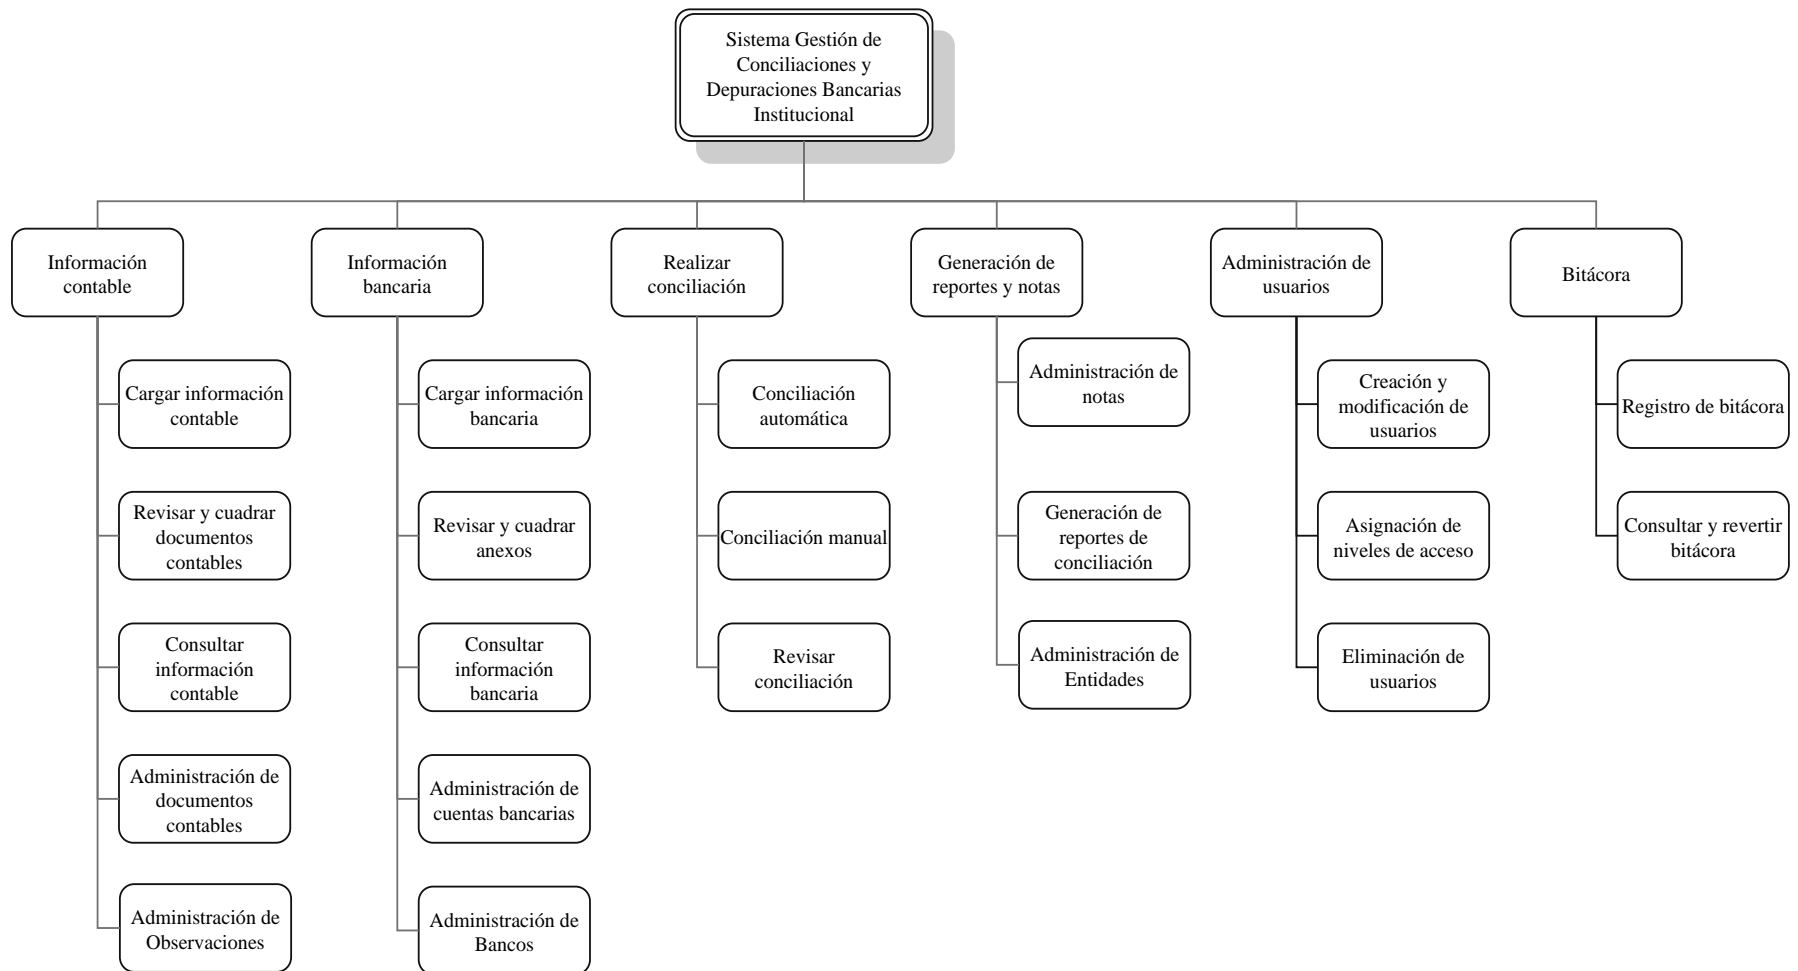 Sistema Gestión de
Conciliaciones y
Depuraciones Bancarias
Institucional
Información
contable
Información
bancaria
Realizar
conciliación
Generación de
reportes y notas
Administración de
usuarios
Bitácora
Cargar información
contable
Revisar y cuadrar
documentos
contables
Consultar
información
contable
Administración de
documentos
contables
Administración de
Observaciones
Cargar información
bancaria
Revisar y cuadrar
anexos
Consultar
información
bancaria
Administración de
cuentas bancarias
Administración de
Bancos
Conciliación
automática
Conciliación manual
Revisar
conciliación
Administración de
notas
Generación de
reportes de
conciliación
Administración de
Entidades
Creación y
modificación de
usuarios
Asignación de
niveles de acceso
Eliminación de
usuarios
Registro de bitácora
Consultar y revertir
bitácora